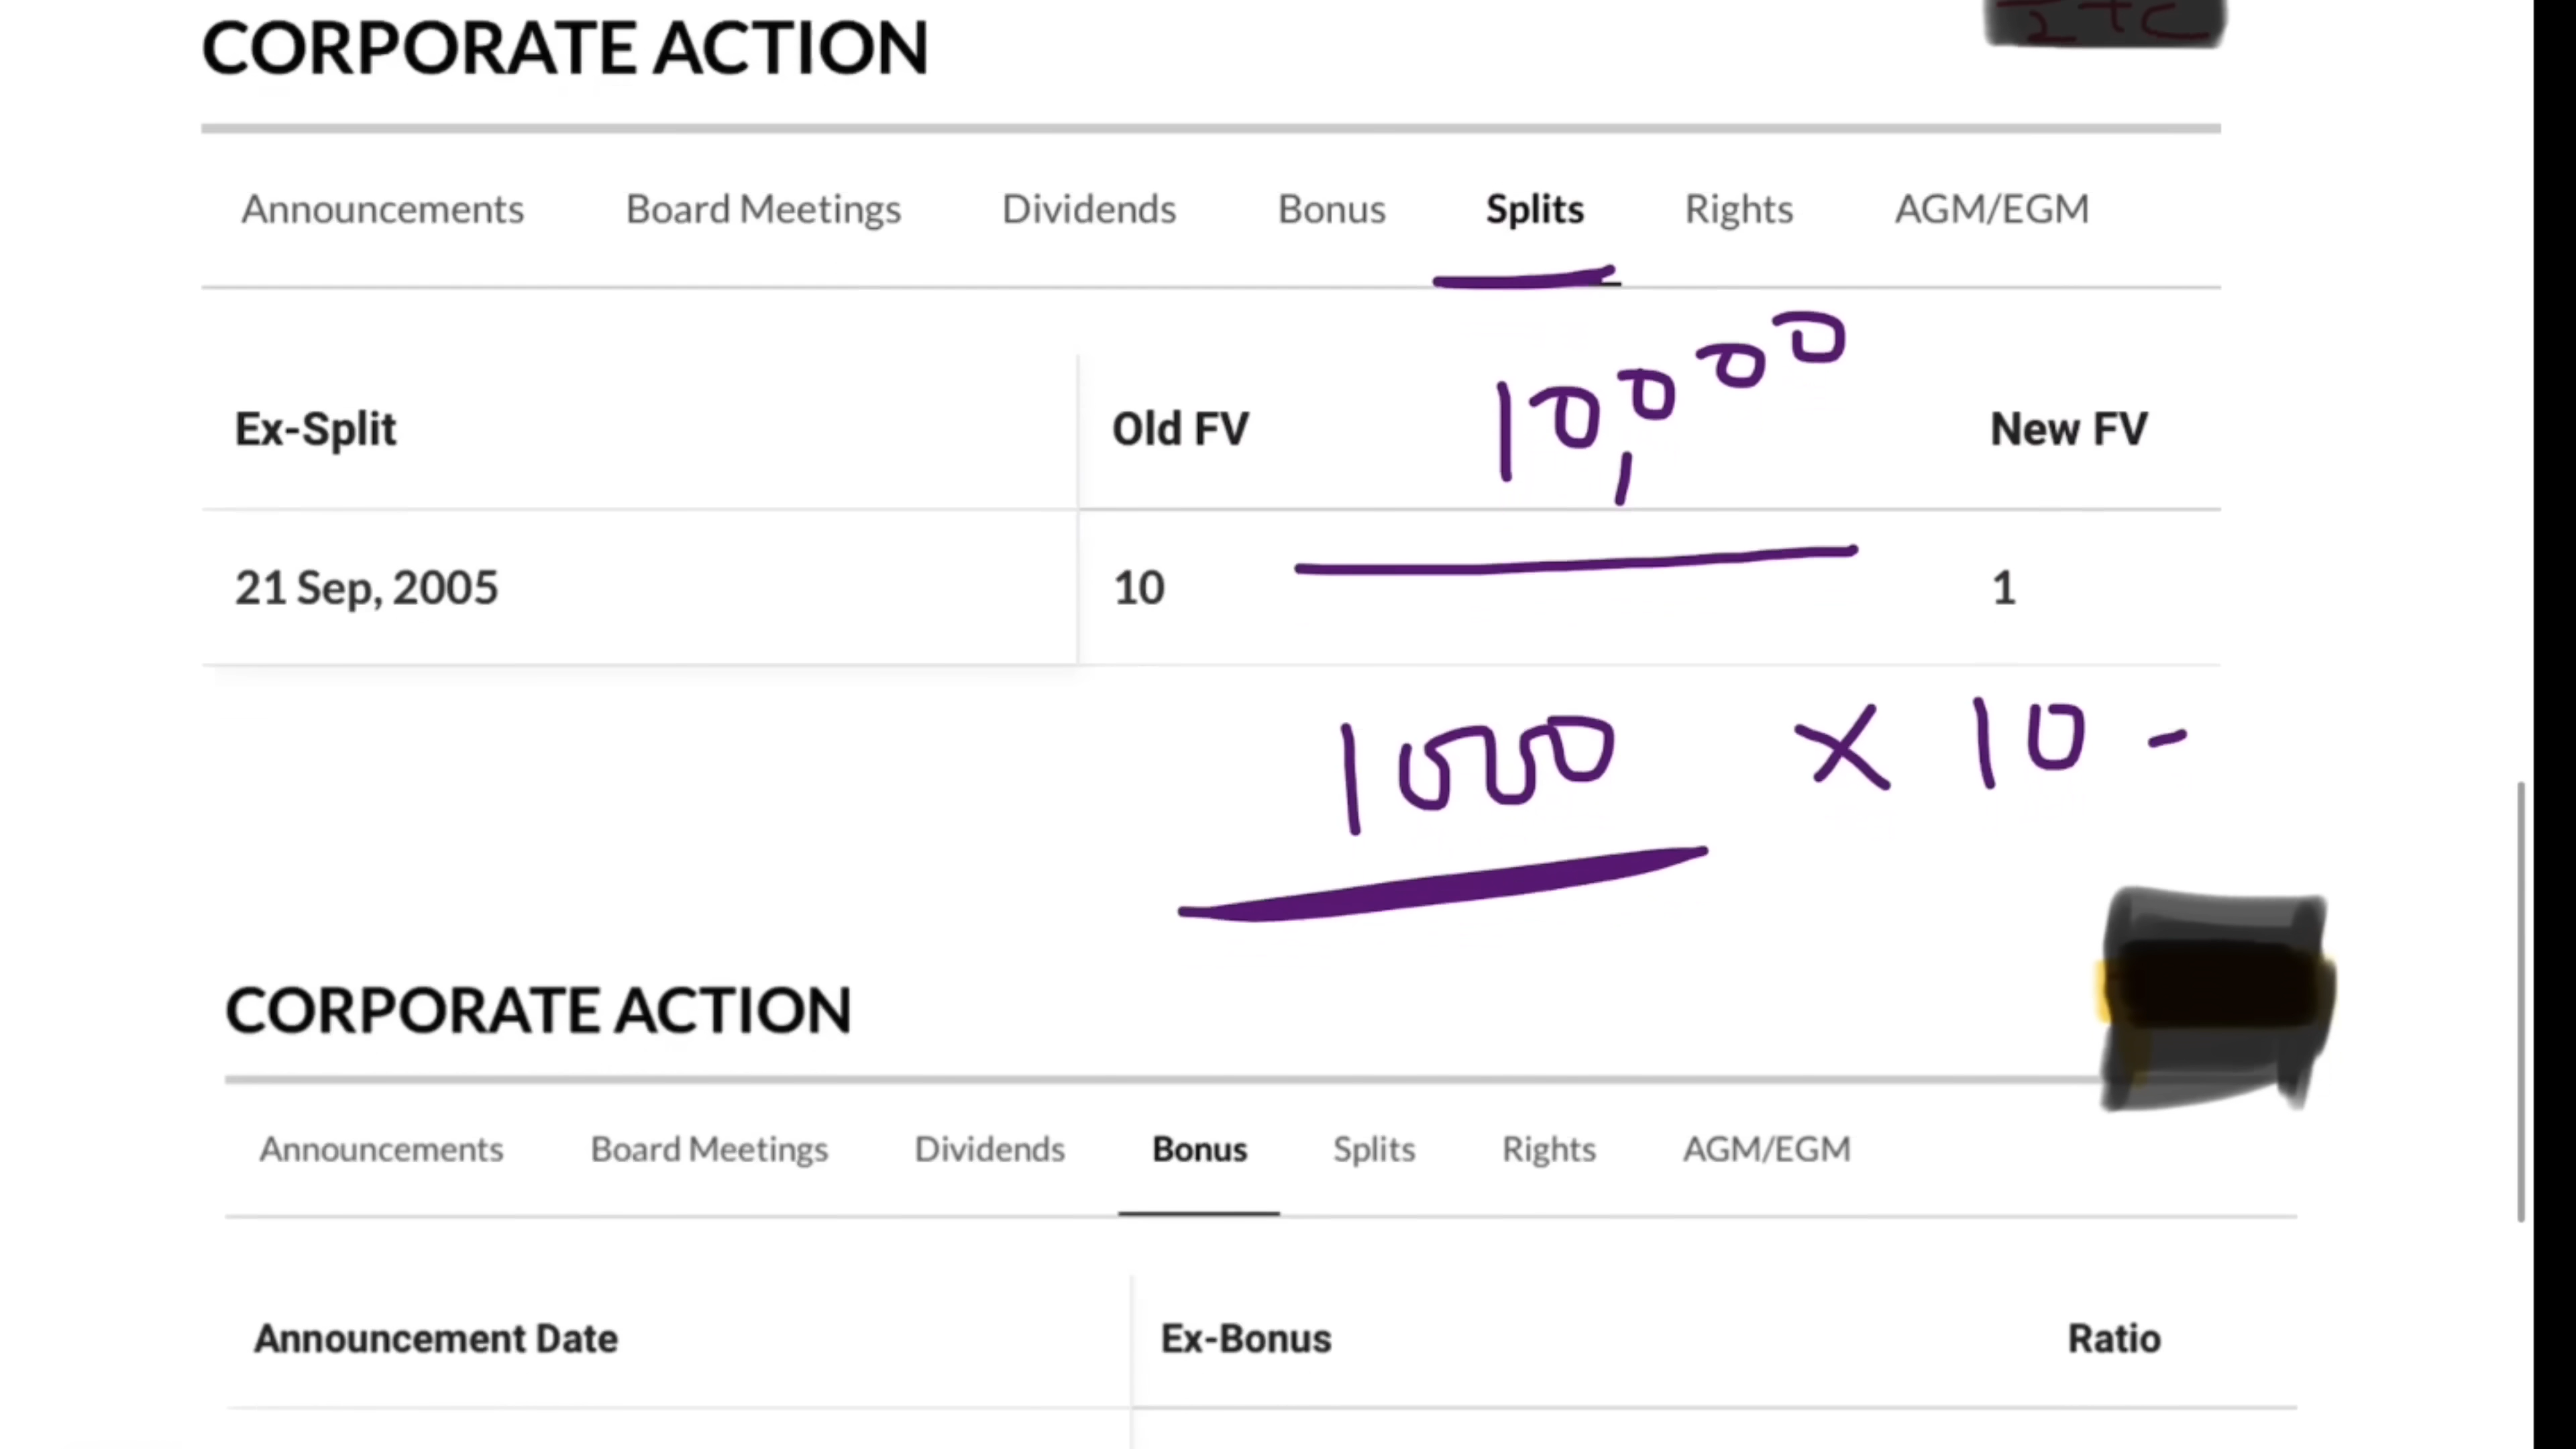 CORPORATE ACTION
Announcements Board Meetings Dividends Bonus Splits Rights AGM/EGM
10,000
Ex-Split Old FV New FV
21 Sep, 2005 10 1
1000 × 10 -
CORPORATE ACTION
Announcements Board Meetings Dividends Bonus Splits Rights AGM/EGM
Announcement Date Ex-Bonus Ratio